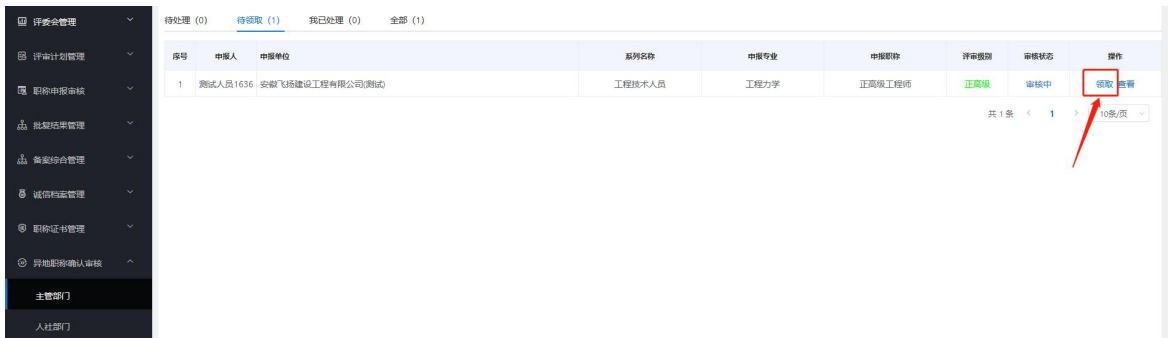 评委会管理
评审计划管理
职称申报审核
批复结果管理
备案综合管理
诚信档案管理
职称证书管理
异地职称确认审核
主管部门
人社部门
待处理 (0) 待领取 (1) 我已处理 (0) 全部 (1)
序号 申报人 申报单位 系列名称 申报专业 申报职称 评审级别 审核状态 操作
1 测试人员1636 安徽飞扬建设工程有限公司(测试) 工程技术人员 工程力学 正高级工程师 正高级 审核中 领取 查看
共 1 条 < 1 > 10条/页